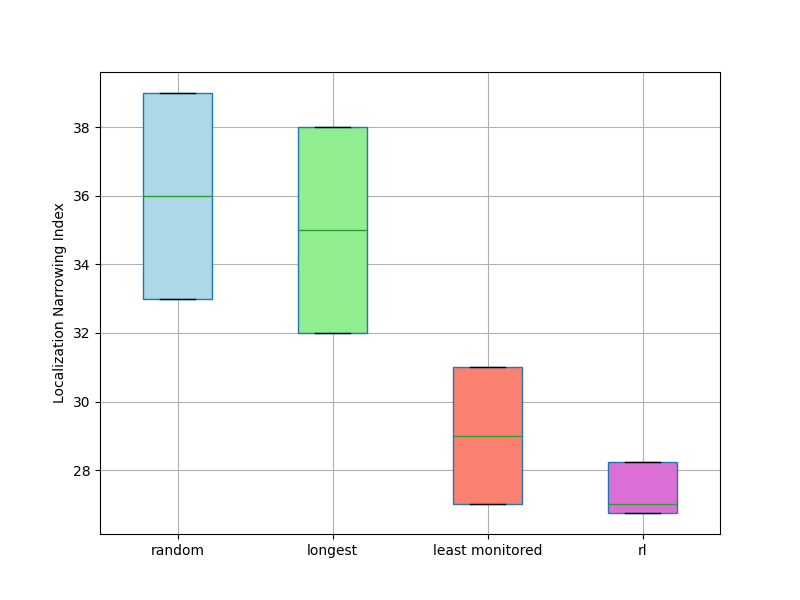 Localization Narrowing Index
38
36
34
32
30
28
random
longest
least monitored
rl